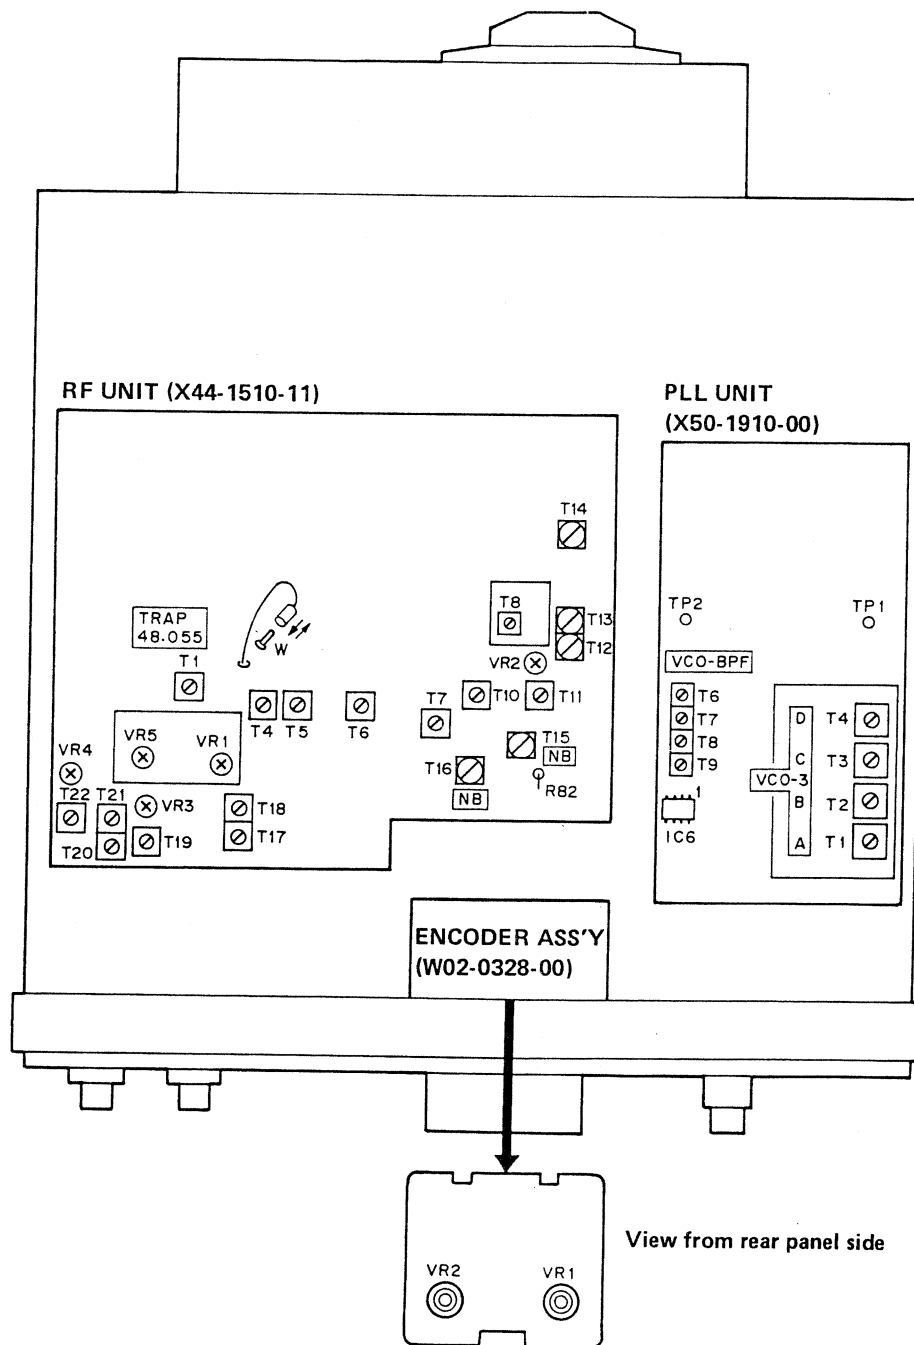 RF UNIT (X44-1510-11)
PLL UNIT
(X50-1910-00)
T14
TRAP
48.055
W
T8
T13
T12
VR2
T1
T10
T11
T7
T4
T5
T6
VR5
VR1
VR4
T15
NB
T16
NB
R82
T22
T21
VR3
T18
T20
T19
T17
TP2
TP1
VCO-BPF
T6
T7
T8
T9
1
IC6
D
C
VCO-3
B
A
T4
T3
T2
T1
ENCODER ASS'Y
(W02-0328-00)
View from rear panel side
VR2
VR1